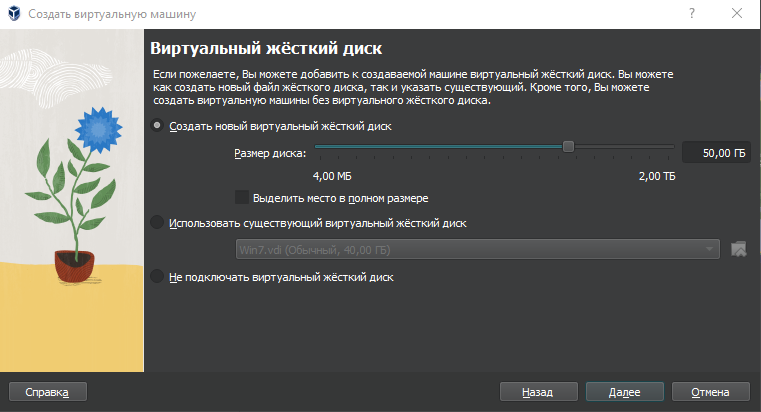 Создать виртуальную машину
Виртуальный жёсткий диск
Если пожелаете, Вы можете добавить к создаваемой машине виртуальный жёсткий диск. Вы можете
как создать новый файл жёсткого диска, так и указать существующий. Кроме того, Вы можете
создать виртуальную машины без виртуального жёсткого диска.
Создать новый виртуальный жёсткий диск
Размер диска: 50,00 ГБ
4,00 МБ 2,00 ТБ
Выделить место в полном размере
Использовать существующий виртуальный жёсткий диск
Win7.vdi (Обычный, 40,00 ГБ)
Не подключать виртуальный жёсткий диск
Справка Назад Далее Отмена